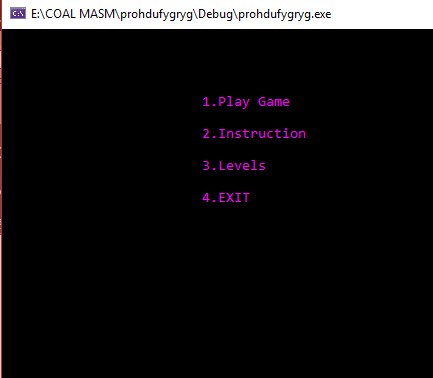 E:\COAL MASM\prohdufygryg\Debug\prohdufygryg.exe
1.Play Game
2.Instruction
3.Levels
4.EXIT